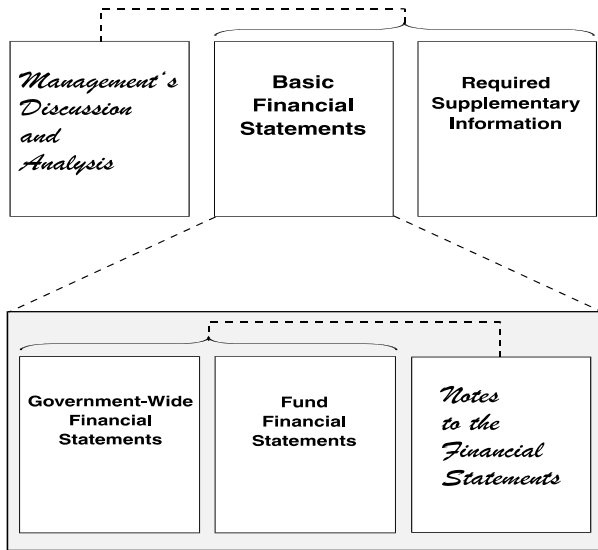 Management's
Discussion
and
Analysis
Basic
Financial
Statements
Required
Supplementary
Information
Government-Wide
Financial
Statements
Fund
Financial
Statements
Notes
to the
Financial
Statements